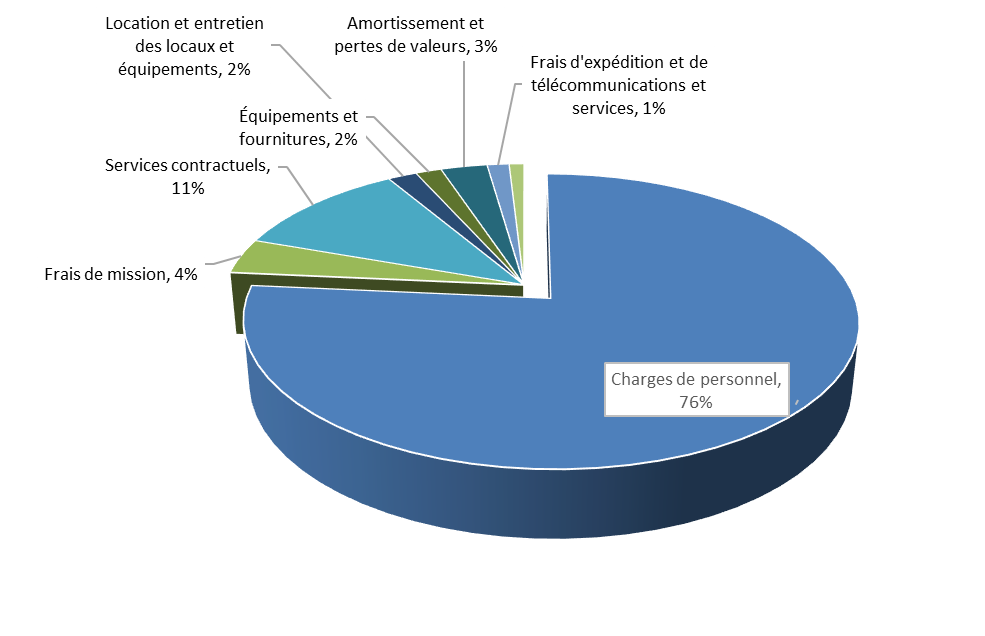 Location et entretien
des locaux et
équipements, 2%
Amortissement et
pertes de valeurs, 3%
Frais d'expédition et de
télécommunications et
services, 1%
Équipements et
fournitures, 2%
Services contractuels,
11%
Frais de mission, 4%
Charges de personnel,
76%